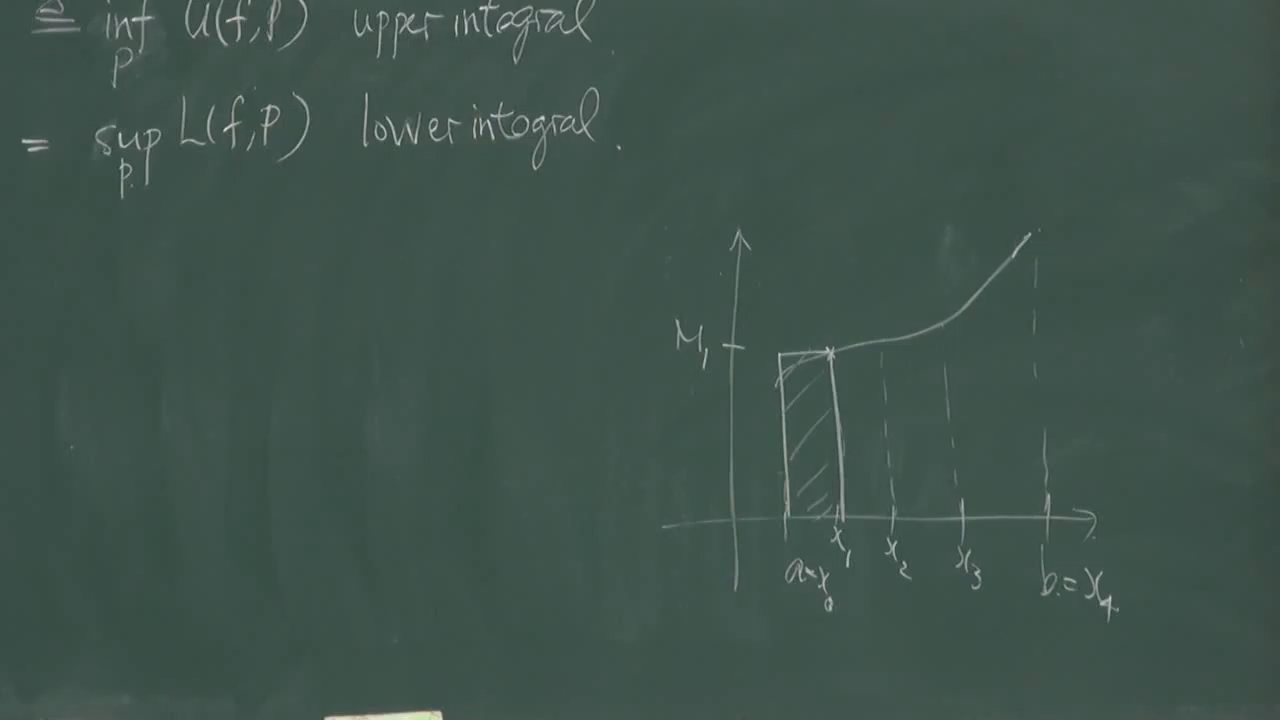 ≜ inf U(f,P) upper integral
P
= sup L(f,P) lower integral.
P
M₁
a=x₀ x₁ x₂ x₃ b=x₄